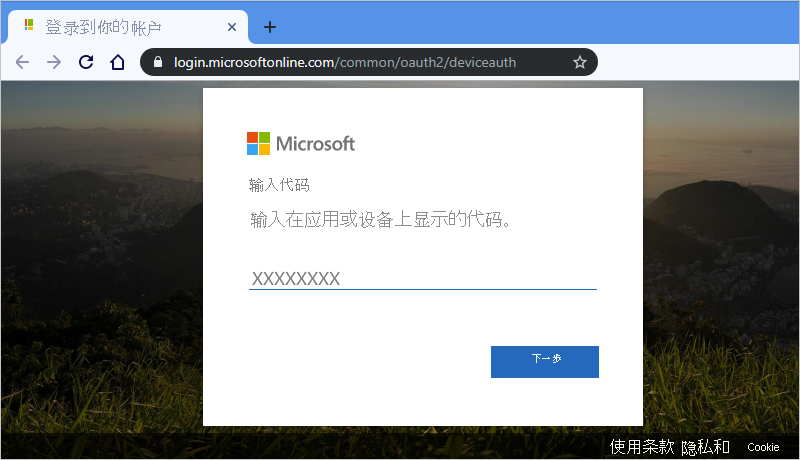 登录到你的帐户
login.microsoftonline.com/common/oauth2/deviceauth
Microsoft
输入代码
输入在应用或设备上显示的代码。
XXXXXXXX
下一步
使用条款 隐私和 Cookie